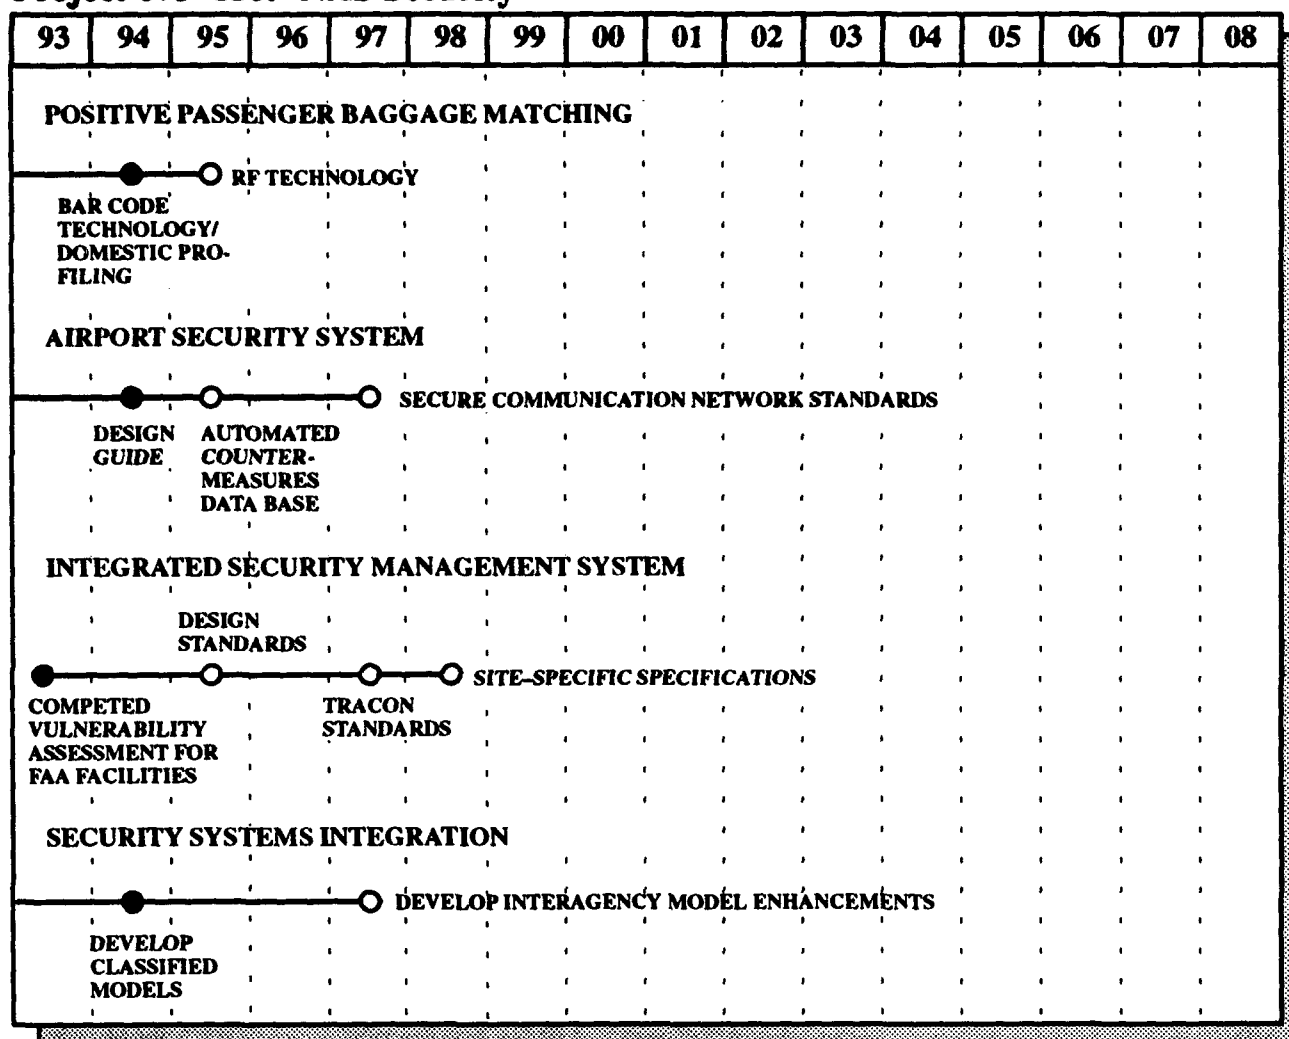 93 94 95 96 97 98 99 00 01 02 03 04 05 06 07 08
POSITIVE PASSENGER BAGGAGE MATCHING
RF TECHNOLOGY
BAR CODE
TECHNOLOGY/
DOMESTIC PRO-
FILING
AIRPORT SECURITY SYSTEM
SECURE COMMUNICATION NETWORK STANDARDS
DESIGN
GUIDE
AUTOMATED
COUNTER-
MEASURES
DATA BASE
INTEGRATED SECURITY MANAGEMENT SYSTEM
DESIGN
STANDARDS
SITE-SPECIFIC SPECIFICATIONS
COMPETED
VULNERABILITY
ASSESSMENT FOR
FAA FACILITIES
TRACON
STANDARDS
SECURITY SYSTEMS INTEGRATION
DEVELOP INTERAGENCY MODEL ENHANCEMENTS
DEVELOP
CLASSIFIED
MODELS